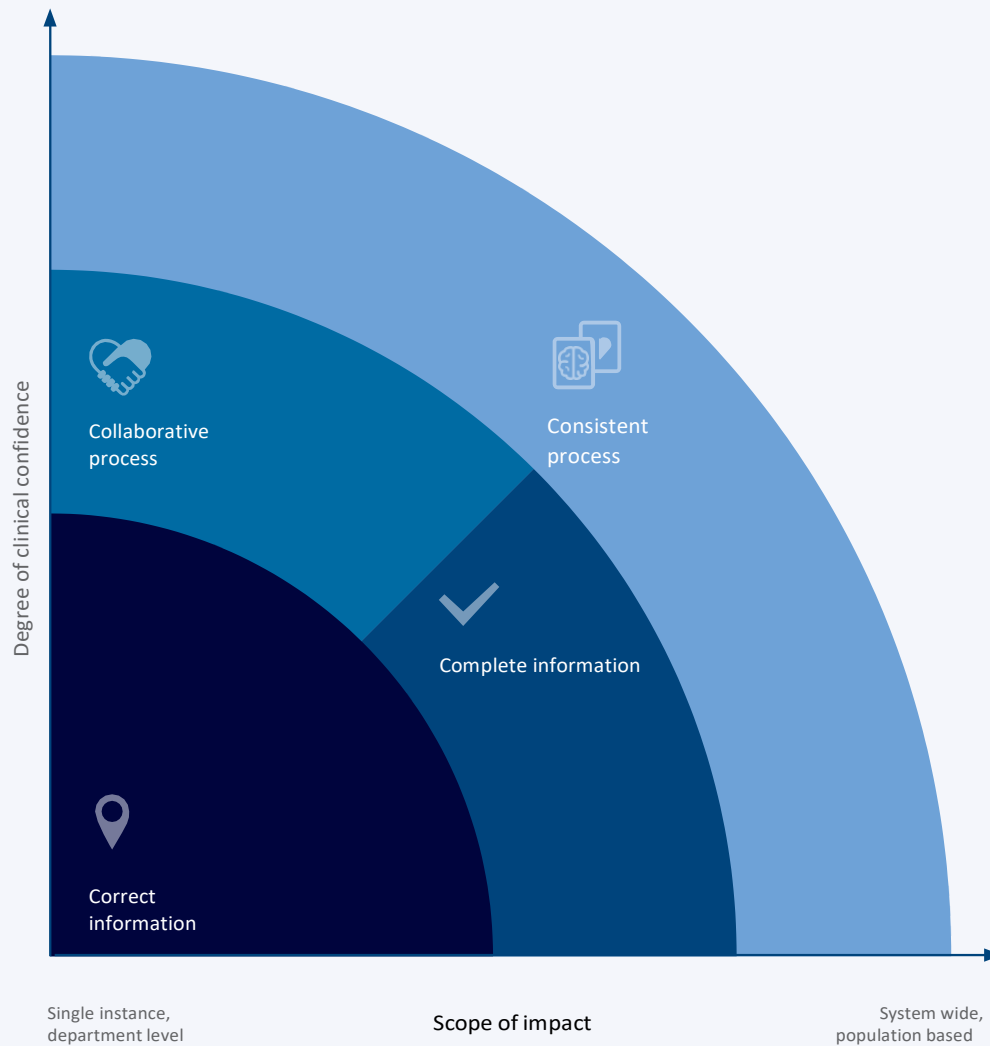 Degree of clinical confidence
Collaborative
process
Consistent
process
Complete information
Correct
information
Single instance,
department level
Scope of impact
System wide,
population based